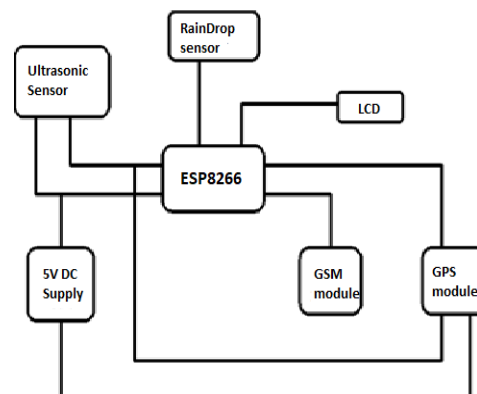 RainDrop
sensor
Ultrasonic
Sensor
LCD
ESP8266
5V DC
Supply
GSM
module
GPS
module